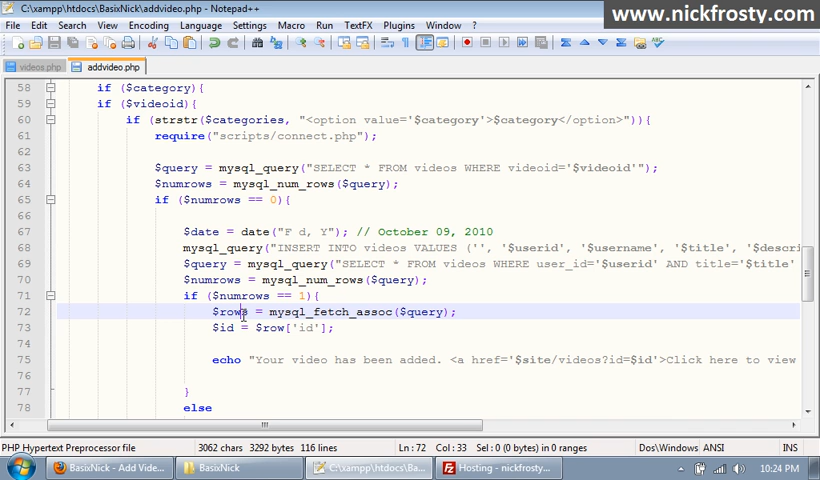 C:\xampp\htdocs\BasixNick\addvideo.php - Notepad++
www.nickfrosty.com
File Edit Search View Encoding Language Settings Macro Run TextFX Plugins Window ?
videos.php addvideo.php
58 if ($category){
59 if ($videoid){
60 if (strstr($categories, "<option value='$category'>$category</option>")){
61 require("scripts/connect.php");
62
63 $query = mysql_query("SELECT * FROM videos WHERE videoid='$videoid'");
64 $numrows = mysql_num_rows($query);
65 if ($numrows == 0){
66
67 $date = date("F d, Y"); // October 09, 2010
68 mysql_query("INSERT INTO videos VALUES ('', '$userid', '$username', '$title', '$descri
69 $query = mysql_query("SELECT * FROM videos WHERE user_id='$userid' AND title='$title'
70 $numrows = mysql_num_rows($query);
71 if ($numrows == 1){
72 $rows = mysql_fetch_assoc($query);
73 $id = $row['id'];
74
75 echo "Your video has been added. <a href='$site/videos?id=$id'>Click here to view
76
77 }
78 else
PHP Hypertext Preprocessor file 3062 chars 3292 bytes 116 lines Ln : 72 Col : 33 Sel : 0 (0 bytes) in 0 ranges Dos\Windows ANSI INS
BasixNick - Add Vide... BasixNick C:\xampp\htdocs\Ba... Hosting - nickfrosty... 10:24 PM